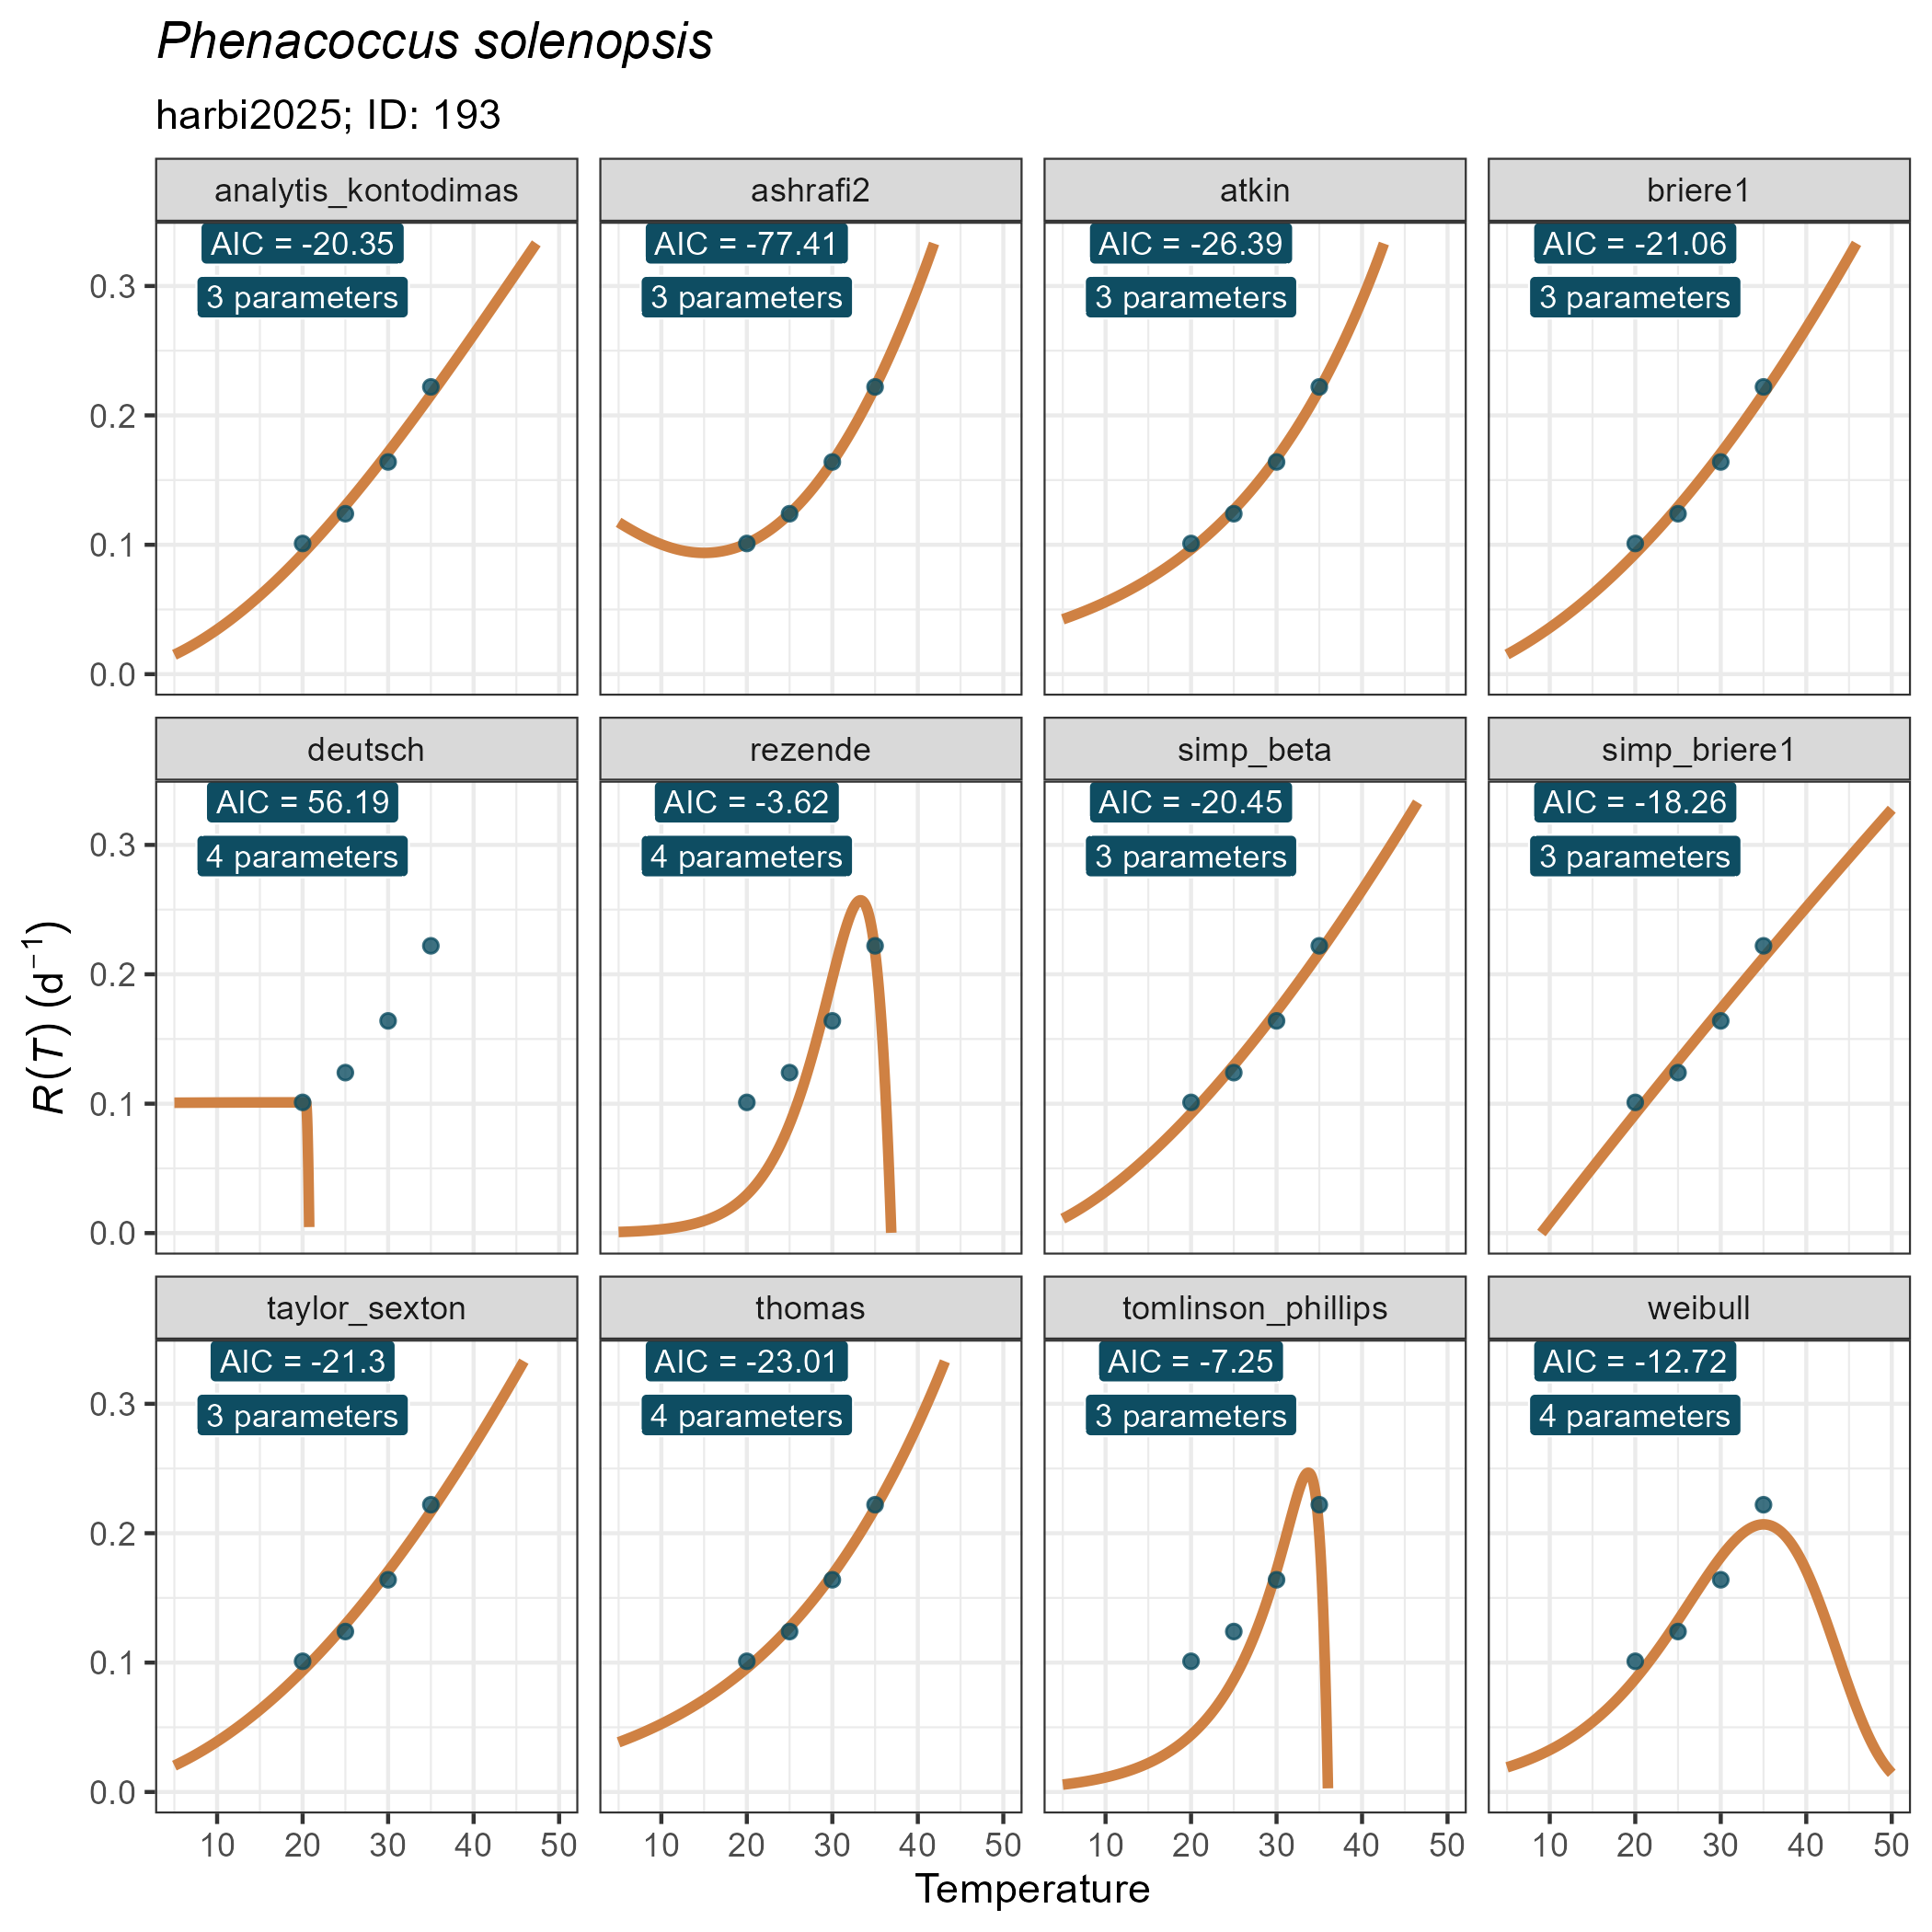 Phenacoccus solenopsis
harbi2025; ID: 193
analytis_kontodimas
ashrafi2
atkin
briere1
AIC = -20.35
3 parameters
AIC = -77.41
3 parameters
AIC = -26.39
3 parameters
AIC = -21.06
3 parameters
0.3
0.2
0.1
0.0
deutsch
rezende
simp_beta
simp_briere1
AIC = 56.19
4 parameters
AIC = -3.62
4 parameters
AIC = -20.45
3 parameters
AIC = -18.26
3 parameters
0.3
0.2
0.1
0.0
taylor_sexton
thomas
tomlinson_phillips
weibull
AIC = -21.3
3 parameters
AIC = -23.01
4 parameters
AIC = -7.25
3 parameters
AIC = -12.72
4 parameters
0.3
0.2
0.1
0.0
10 20 30 40 50
10 20 30 40 50
10 20 30 40 50
10 20 30 40 50
Temperature
R(T) (d⁻¹)